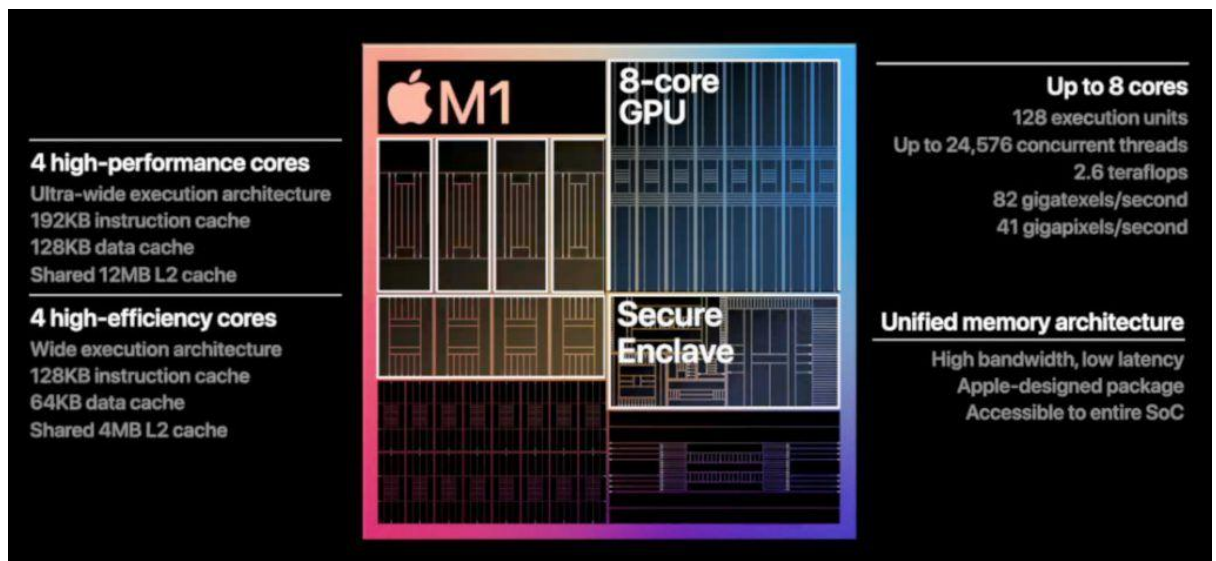 M1
8-core
GPU
4 high-performance cores
Ultra-wide execution architecture
192KB instruction cache
128KB data cache
Shared 12MB L2 cache
4 high-efficiency cores
Wide execution architecture
128KB instruction cache
64KB data cache
Shared 4MB L2 cache
Secure
Enclave
Up to 8 cores
128 execution units
Up to 24,576 concurrent threads
2.6 teraflops
82 gigatexels/second
41 gigapixels/second
Unified memory architecture
High bandwidth, low latency
Apple-designed package
Accessible to entire SoC